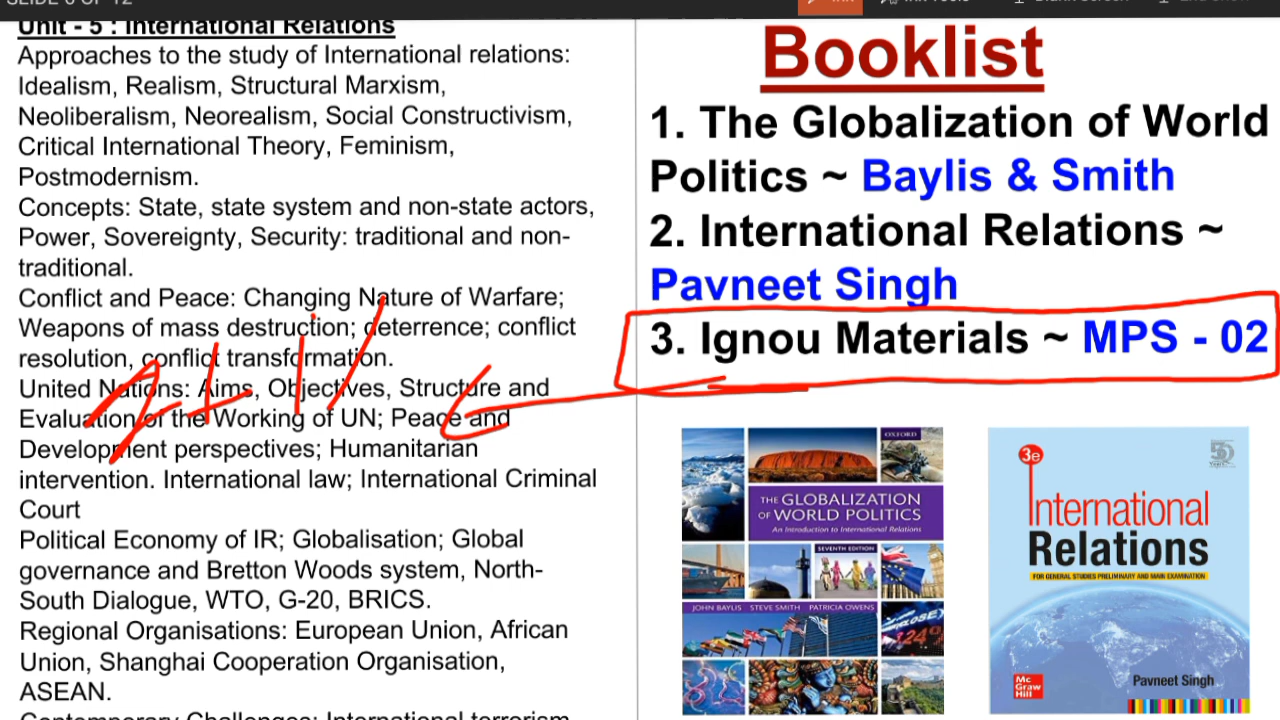 Unit - 5 : International Relations
Approaches to the study of International relations:
Idealism, Realism, Structural Marxism,
Neoliberalism, Neorealism, Social Constructivism,
Critical International Theory, Feminism,
Postmodernism.
Concepts: State, state system and non-state actors,
Power, Sovereignty, Security: traditional and non-
traditional.
Conflict and Peace: Changing Nature of Warfare;
Weapons of mass destruction; deterrence; conflict
resolution, conflict transformation.
United Nations: Aims, Objectives, Structure and
Evaluation of the Working of UN; Peace and
Development perspectives; Humanitarian
intervention. International law; International Criminal
Court
Political Economy of IR; Globalisation; Global
governance and Bretton Woods system, North-
South Dialogue, WTO, G-20, BRICS.
Regional Organisations: European Union, African
Union, Shanghai Cooperation Organisation,
ASEAN.
Contemporary Challenges: International terrorism
Booklist
1. The Globalization of World
Politics ~ Baylis & Smith
2. International Relations ~
Pavneet Singh
3. Ignou Materials ~ MPS - 02
OXFORD
THE GLOBALIZATION
OF WORLD POLITICS
An Introduction to International Relations
SEVENTH EDITION
JOHN BAYLIS STEVE SMITH PATRICIA OWENS
3e
International
Relations
FOR GENERAL STUDIES PRELIMINARY AND MAIN EXAMINATION
Mc
Graw
Hill
Pavneet Singh